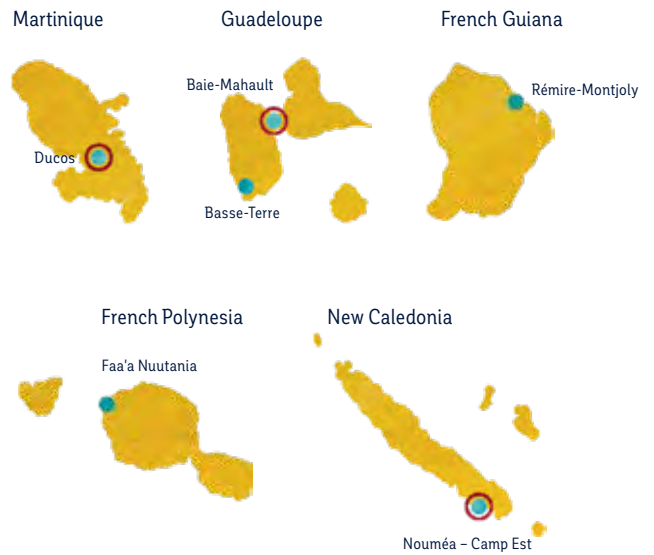 Martinique
Guadeloupe
French Guiana
Baie-Mahault
Rémire-Montjoly
Ducos
Basse-Terre
French Polynesia
New Caledonia
Faa'a Nuutania
Nouméa – Camp Est